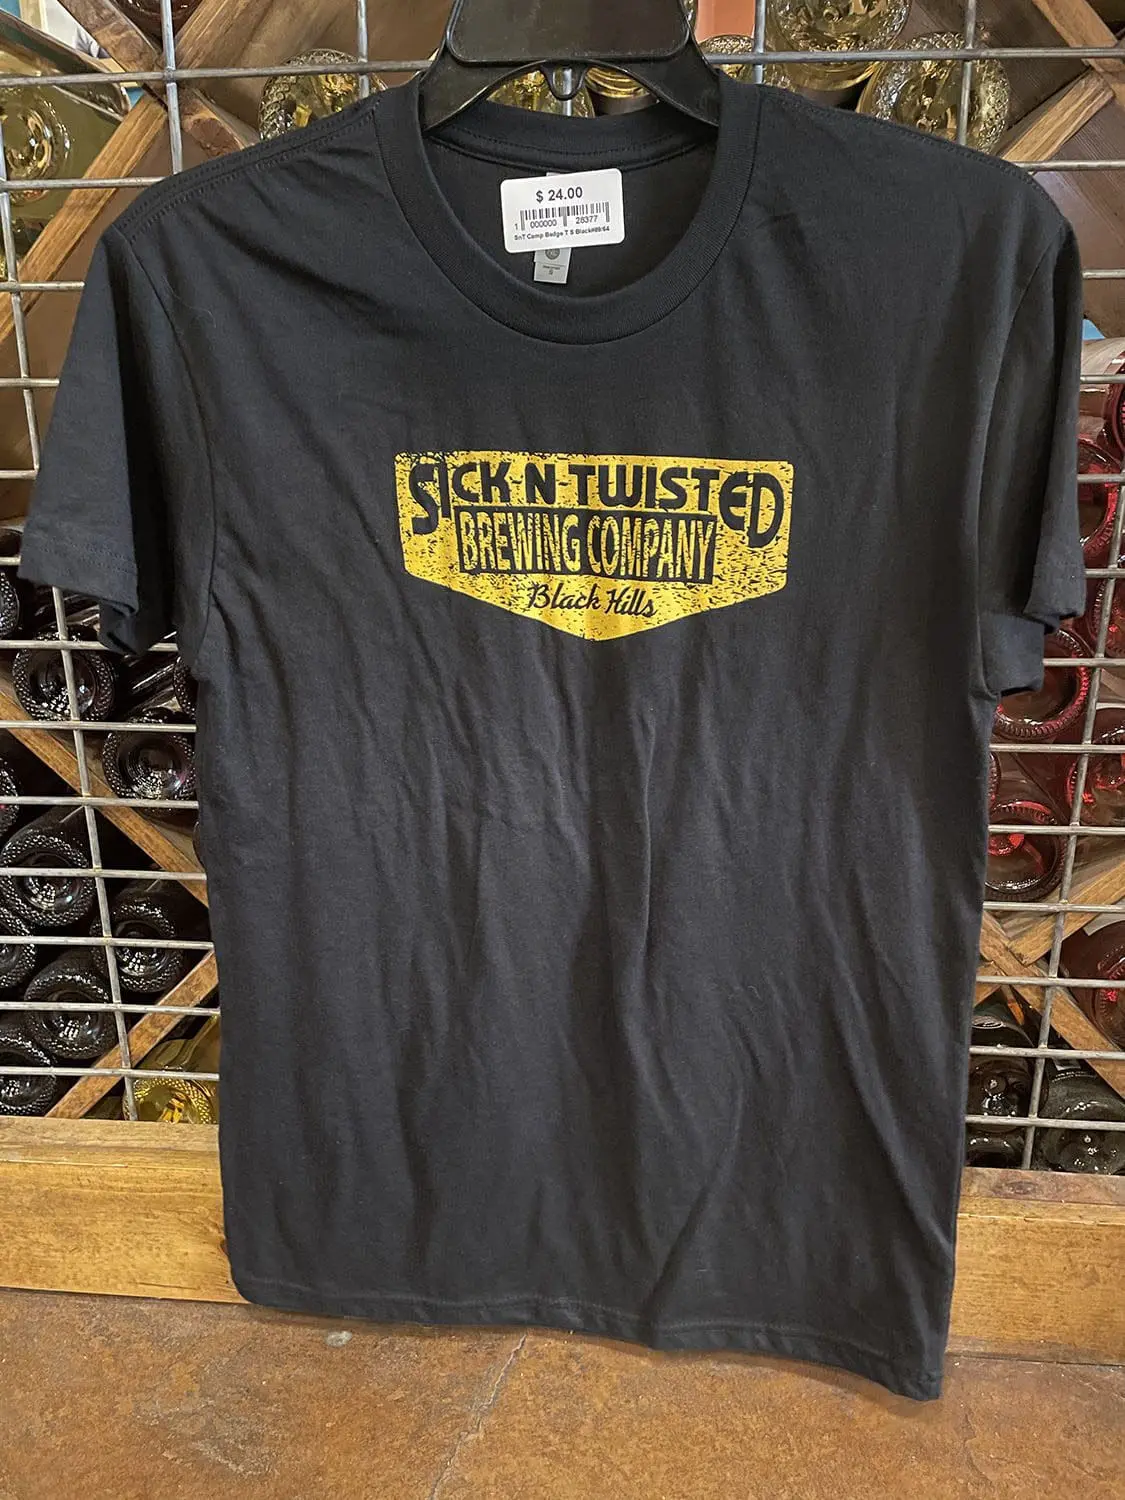 $ 24.00
1 000000 28377
SnT Camp Badge T S Black#89/64
S
SICK-N-TWISTED
BREWING COMPANY
Black Hills